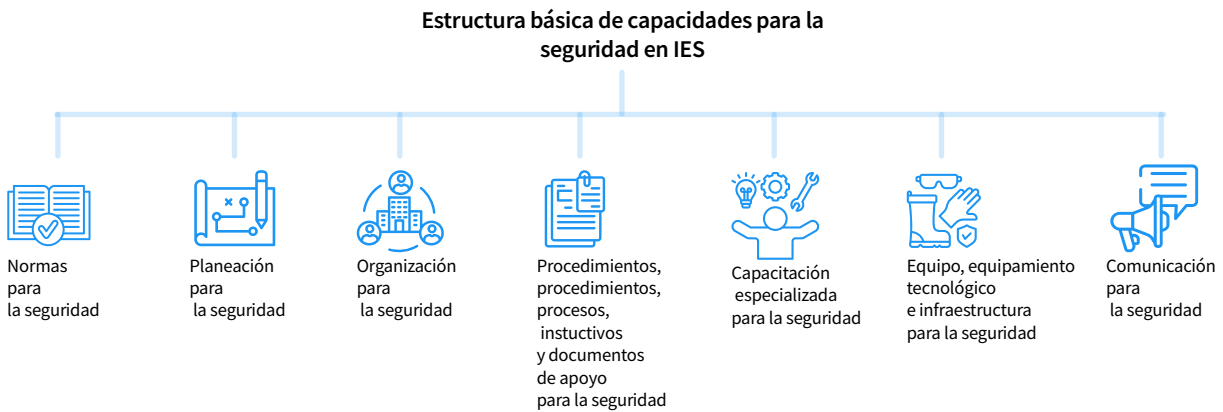 Estructura básica de capacidades para la
seguridad en IES
Normas
para
la seguridad
Planeación
para
la seguridad
Organización
para
la seguridad
Procedimientos,
procedimientos,
procesos,
instuctivos
y documentos
de apoyo
para la seguridad
Capacitación
especializada
para la seguridad
Equipo, equipamiento
tecnológico
e infraestructura
para la seguridad
Comunicación
para
la seguridad